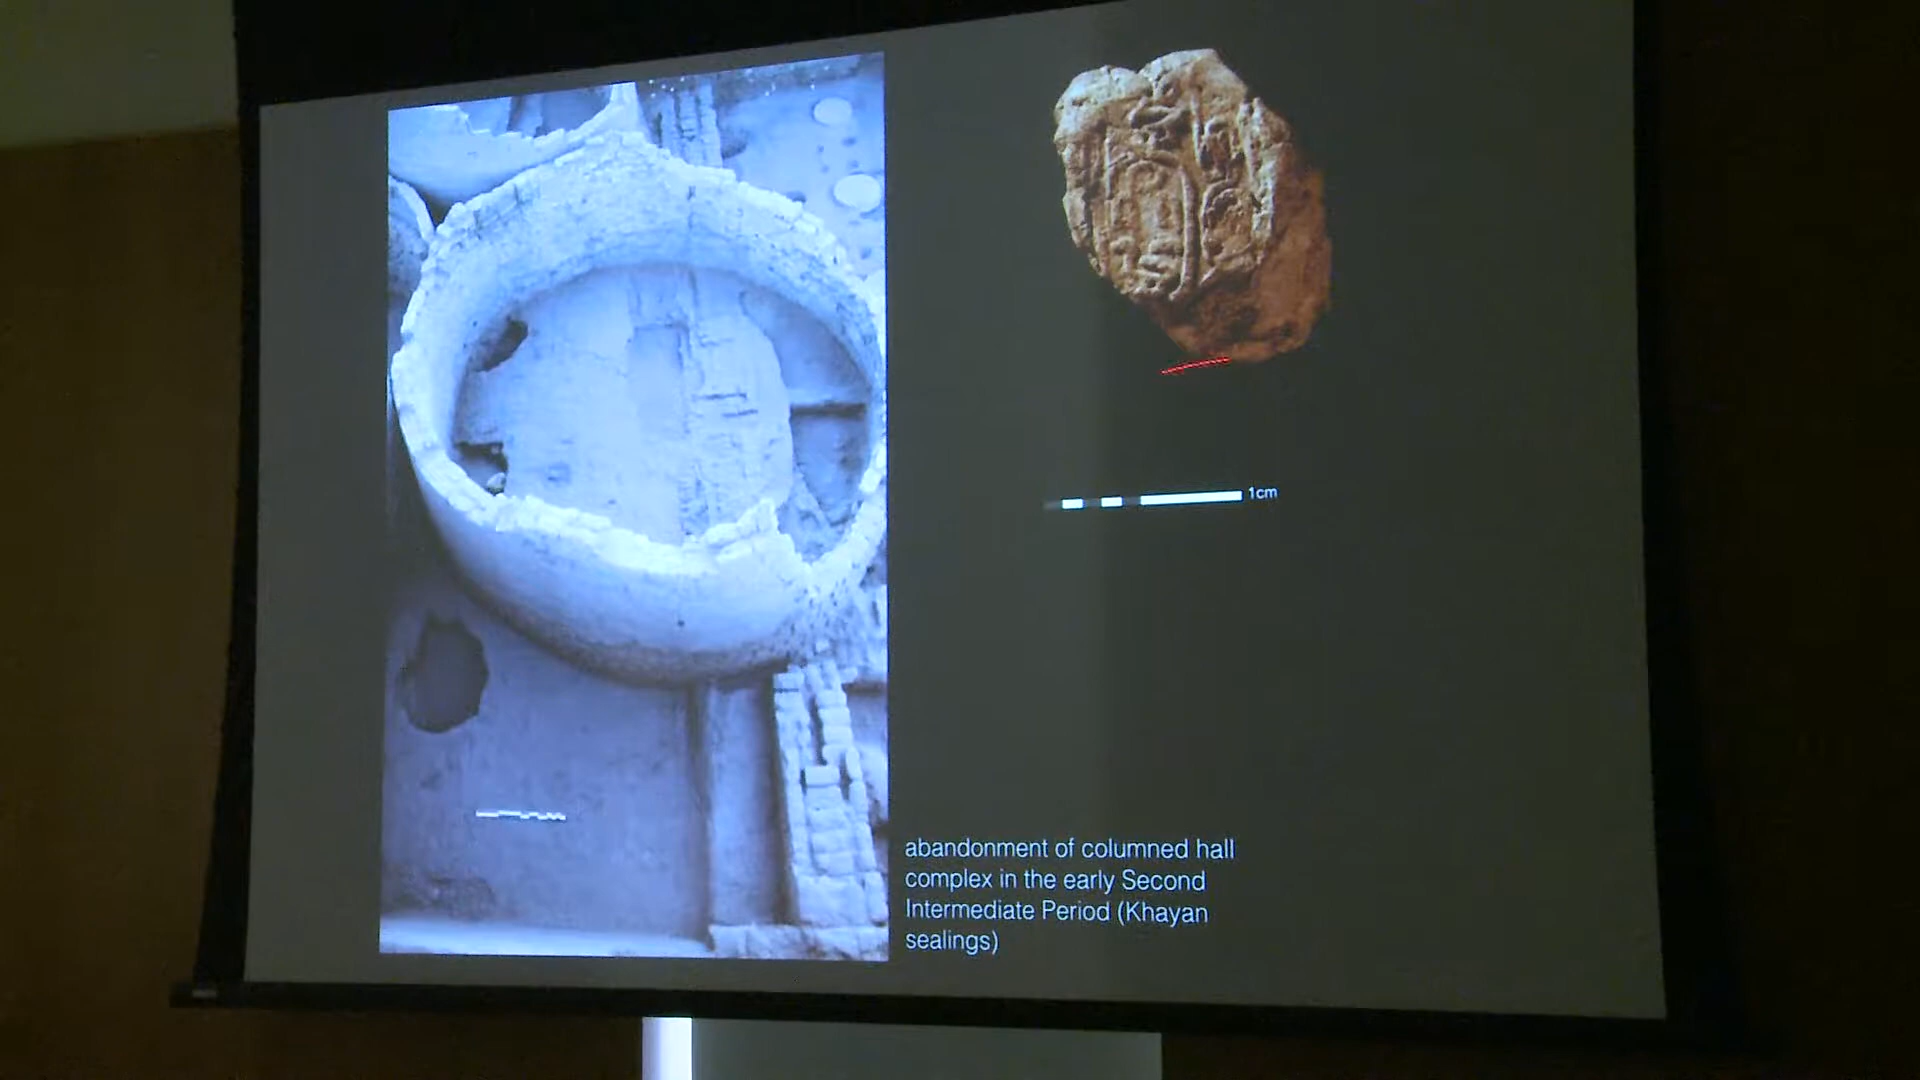 1cm
abandonment of columned hall
complex in the early Second
Intermediate Period (Khayan
sealings)